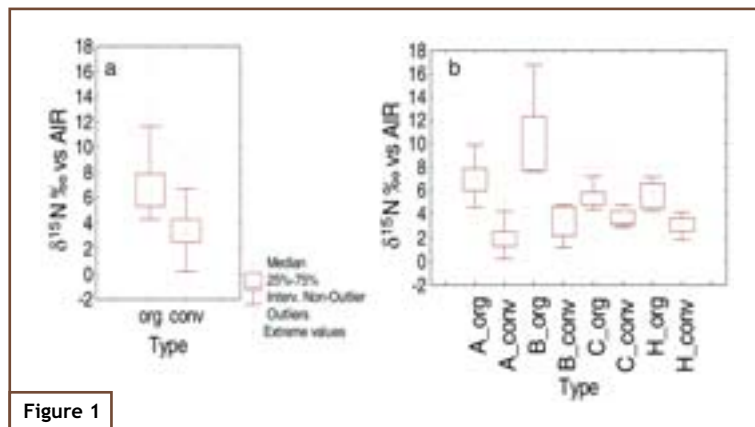 a
18
16
14
12
10
8
6
4
2
0
-2
δ¹⁵N ‰ vs AIR
org conv
Type
Median
25%-75%
Interv. Non-Outlier
Outliers
Extreme values
b
18
16
14
12
10
8
6
4
2
0
-2
δ¹⁵N ‰ vs AIR
A_org
A_conv
B_org
B_conv
C_org
C_conv
H_org
H_conv
Type
Figure 1